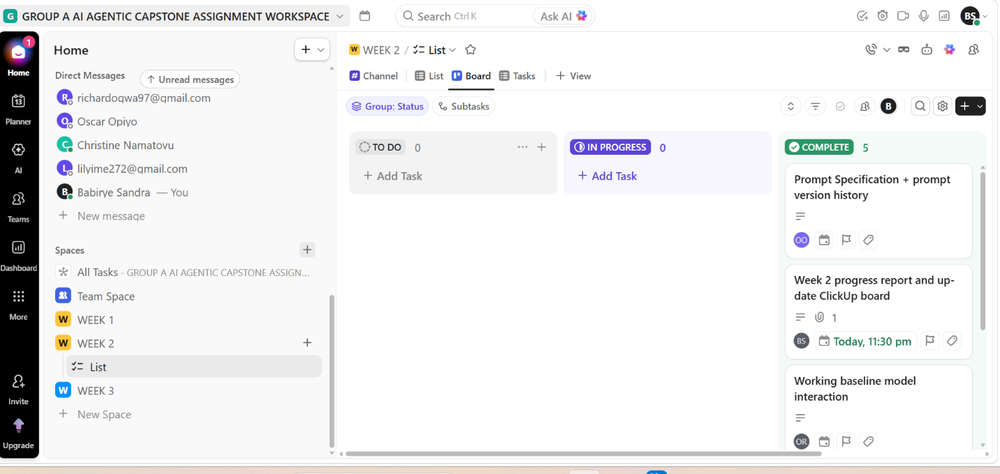 G GROUP A AI AGENTIC CAPSTONE ASSIGNMENT WORKSPACE
Search Ctrl K
Ask AI
BS
1
Home
13
Planner
AI
Teams
Dashboard
More
Invite
Upgrade
Home
Direct Messages
Unread messages
R richardogwa97@gmail.com
O Oscar Opiyo
C Christine Namatovu
L lilyime272@gmail.com
B Babirye Sandra — You
New message
Spaces
All Tasks - GROUP A AI AGENTIC CAPSTONE ASSIGN...
Team Space
W WEEK 1
W WEEK 2
List
W WEEK 3
New Space
W WEEK 2 / List
# Channel
List
Board
Tasks
+ View
Group: Status
Subtasks
B
TO DO 0
+ Add Task
IN PROGRESS 0
+ Add Task
COMPLETE 5
Prompt Specification + prompt
version history
OO
Week 2 progress report and up-
date ClickUp board
1
BS Today, 11:30 pm
Working baseline model
interaction
OR